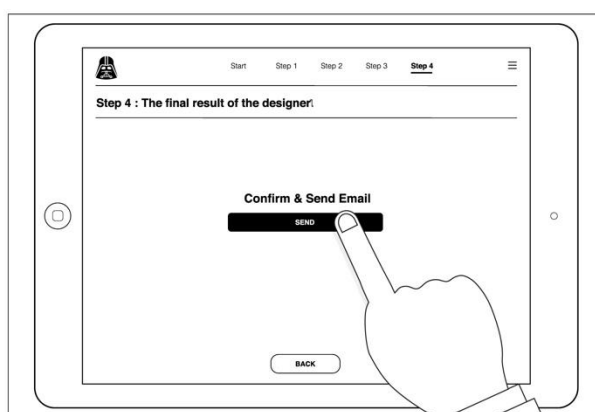 Start Step 1 Step 2 Step 3 Step 4
Step 4 : The final result of the designer.
Confirm & Send Email
SEND
BACK